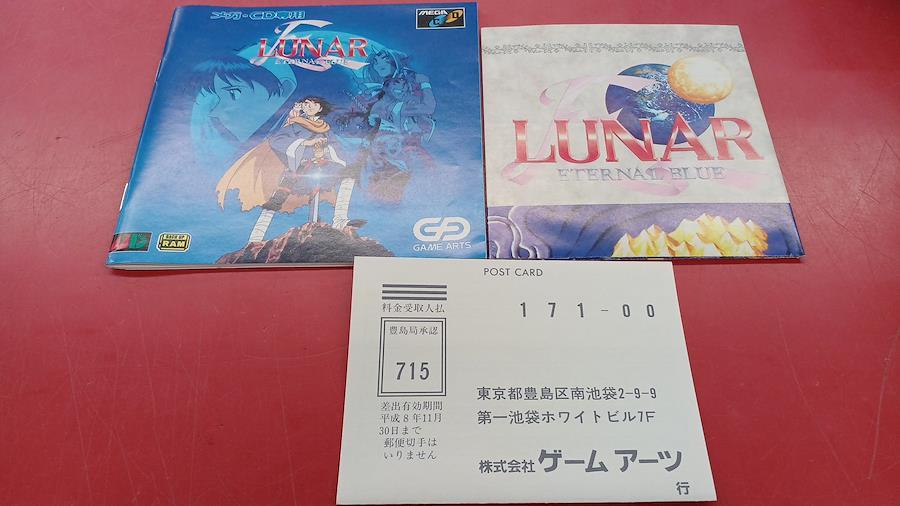 メガ-CD専用
MEGA
CD
LUNAR
ETERNAL BLUE
BACK UP
RAM
GAME ARTS
LUNAR
ETERNAL BLUE
POST CARD
171-00
料金受取人払
豊島局承認
715
差出有効期間
平成8年11月
30日まで
郵便切手は
いりません
東京都豊島区南池袋2-9-9
第一池袋ホワイトビル7F
株式会社 ゲームアーツ
行